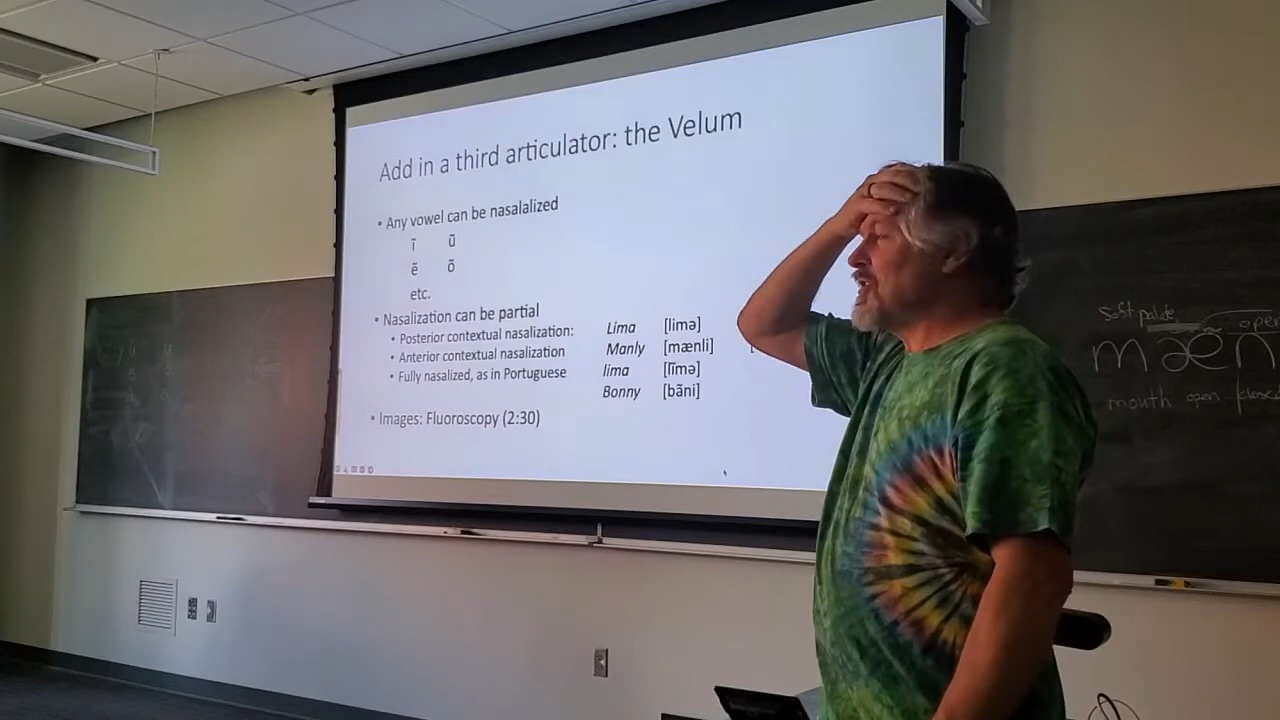 Add in a third articulator: the Velum
• Any vowel can be nasalalized
ĩ ũ
ẽ õ
etc.
• Nasalization can be partial
• Posterior contextual nasalization: Lima [limə]
• Anterior contextual nasalization Manly [mænli] [
• Fully nasalized, as in Portuguese lima [lĩmə]
Bonny [bãni]
• Images: Fluoroscopy (2:30)
Soft palate open
mæ̃n
mouth open